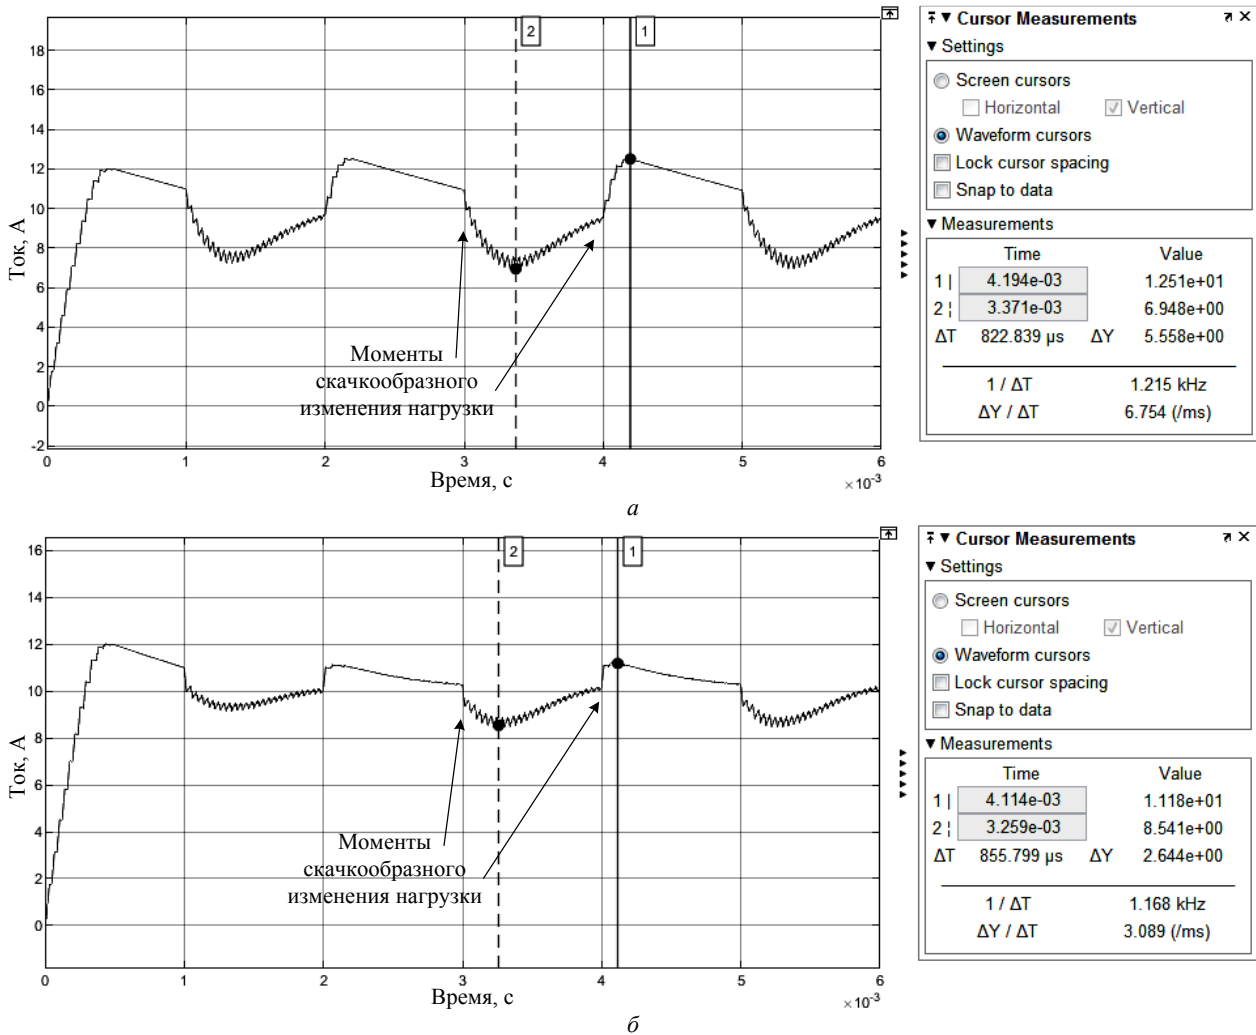 2
1
18
16
14
12
10
8
6
4
2
0
-2
Ток, А
Моменты
скачкообразного
изменения нагрузки
0
1
2
3
4
5
6
Время, с
×10⁻³
Cursor Measurements
Settings
Screen cursors
Horizontal
Vertical
Waveform cursors
Lock cursor spacing
Snap to data
Measurements
Time Value
1 | 4.194e-03 1.251e+01
2 ¦ 3.371e-03 6.948e+00
ΔT 822.839 µs ΔY 5.558e+00
1 / ΔT 1.215 kHz
ΔY / ΔT 6.754 (/ms)
а
2
1
16
14
12
10
8
6
4
2
0
Ток, А
Моменты
скачкообразного
изменения нагрузки
0
1
2
3
4
5
6
Время, с
×10⁻³
Cursor Measurements
Settings
Screen cursors
Horizontal
Vertical
Waveform cursors
Lock cursor spacing
Snap to data
Measurements
Time Value
1 | 4.114e-03 1.118e+01
2 ¦ 3.259e-03 8.541e+00
ΔT 855.799 µs ΔY 2.644e+00
1 / ΔT 1.168 kHz
ΔY / ΔT 3.089 (/ms)
б